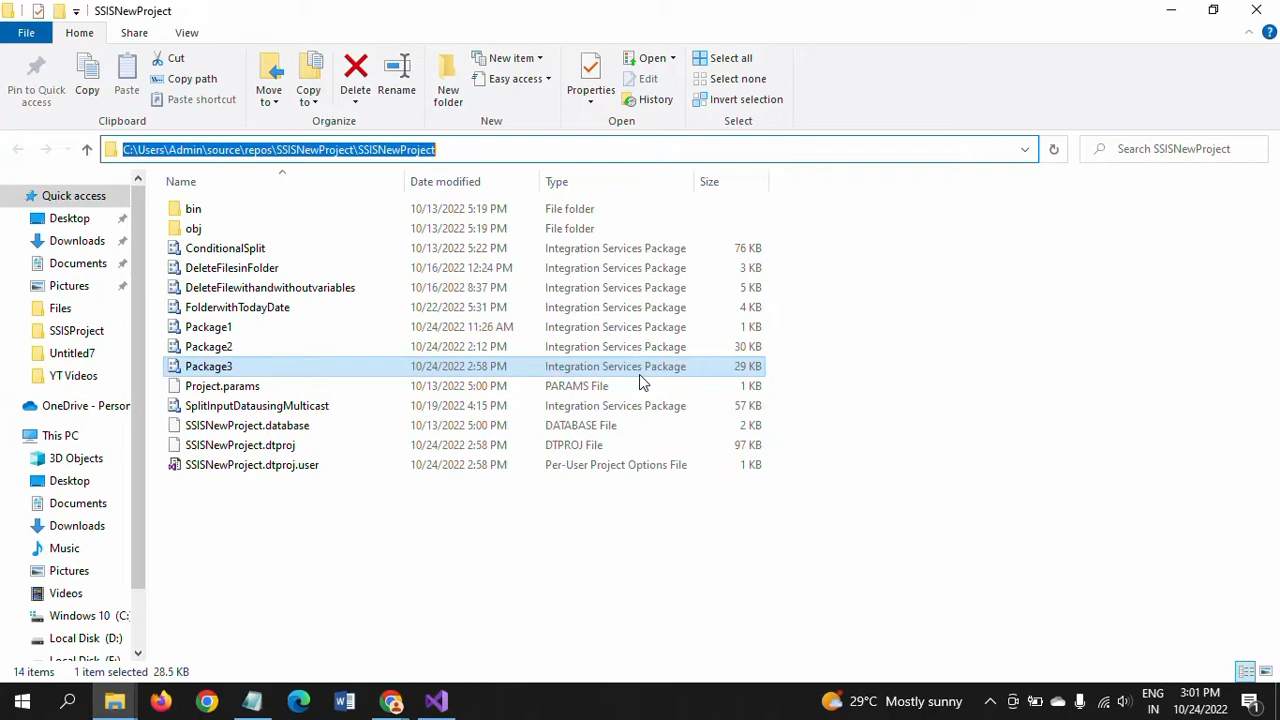 SSISNewProject
File Home Share View
Pin to Quick access
Copy
Paste
Cut
Copy path
Paste shortcut
Clipboard
Move to
Copy to
Delete
Rename
Organize
New folder
New item
Easy access
New
Properties
Open
Edit
History
Open
Select all
Select none
Invert selection
Select
C:\Users\Admin\source\repos\SSISNewProject\SSISNewProject
Search SSISNewProject
Quick access
Desktop
Downloads
Documents
Pictures
Files
SSISProject
Untitled7
YT Videos
OneDrive - Person
This PC
3D Objects
Desktop
Documents
Downloads
Music
Pictures
Videos
Windows 10 (C:
Local Disk (D:)
Name Date modified Type Size
bin 10/13/2022 5:19 PM File folder
obj 10/13/2022 5:19 PM File folder
ConditionalSplit 10/13/2022 5:22 PM Integration Services Package 76 KB
DeleteFilesinFolder 10/16/2022 12:24 PM Integration Services Package 3 KB
DeleteFilewithandwithoutvariables 10/16/2022 8:37 PM Integration Services Package 5 KB
FolderwithTodayDate 10/22/2022 5:31 PM Integration Services Package 4 KB
Package1 10/24/2022 11:26 AM Integration Services Package 1 KB
Package2 10/24/2022 2:12 PM Integration Services Package 30 KB
Package3 10/24/2022 2:58 PM Integration Services Package 29 KB
Project.params 10/13/2022 5:00 PM PARAMS File 1 KB
SplitInputDatausingMulticast 10/19/2022 4:15 PM Integration Services Package 57 KB
SSISNewProject.database 10/13/2022 5:00 PM DATABASE File 2 KB
SSISNewProject.dtproj 10/24/2022 2:58 PM DTPROJ File 97 KB
SSISNewProject.dtproj.user 10/24/2022 2:58 PM Per-User Project Options File 1 KB
14 items 1 item selected 28.5 KB
29°C Mostly sunny
ENG
IN
3:01 PM
10/24/2022
1